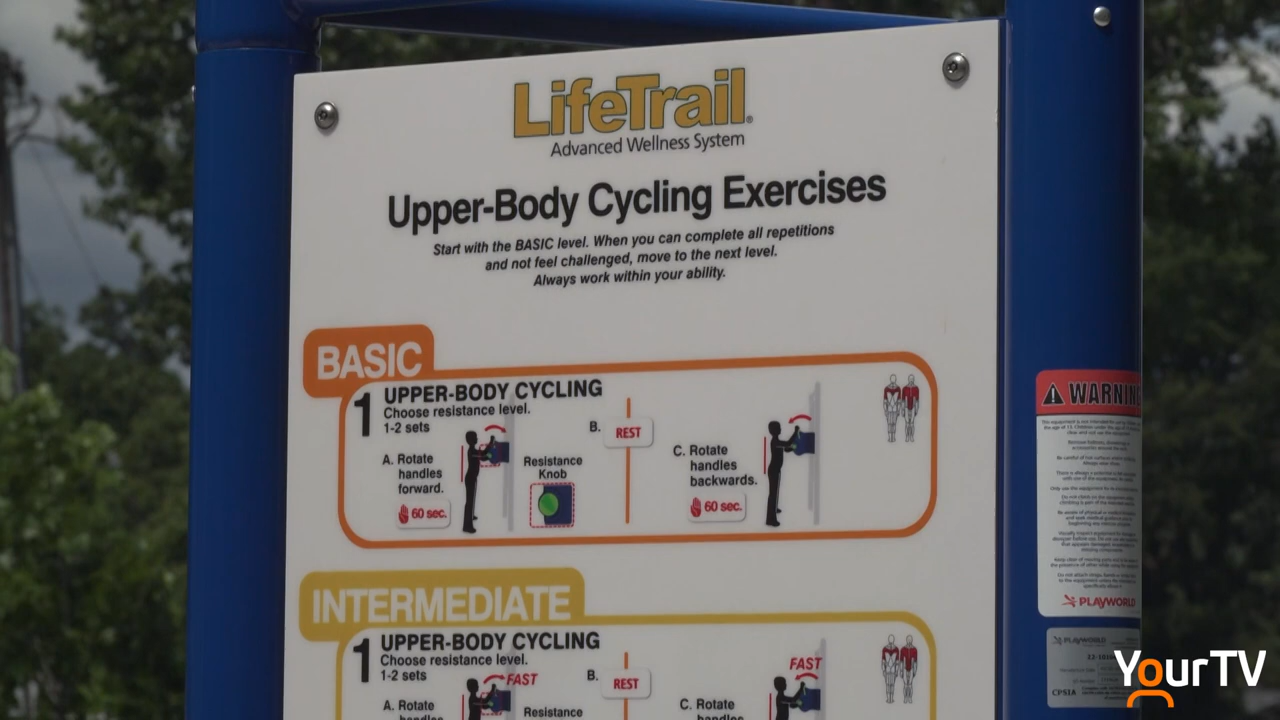 LifeTrail®
Advanced Wellness System
Upper-Body Cycling Exercises
Start with the BASIC level. When you can complete all repetitions
and not feel challenged, move to the next level.
Always work within your ability.
BASIC
1 UPPER-BODY CYCLING
Choose resistance level.
1-2 sets
A. Rotate
handles
forward.
60 sec.
Resistance
Knob
B.
REST
C. Rotate
handles
backwards.
60 sec.
INTERMEDIATE
1 UPPER-BODY CYCLING
Choose resistance level.
1-2 sets
A. Rotate
handles
FAST
Resistance
B.
REST
C. Rotate
handles
FAST
WARNIN
PLAYWORLD
PLAYWORLD
CPSIA
YourTV